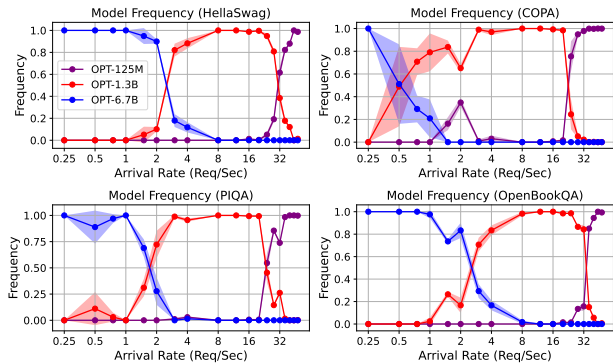 Model Frequency (HellaSwag)
Frequency
1.0
0.8
0.6
0.4
0.2
0.0
OPT-125M
OPT-1.3B
OPT-6.7B
0.25 0.5 1 2 4 8 16 32
Arrival Rate (Req/Sec)
Model Frequency (COPA)
Frequency
1.0
0.8
0.6
0.4
0.2
0.0
0.25 0.5 1 2 4 8 16 32
Arrival Rate (Req/Sec)
Model Frequency (PIQA)
Frequency
1.00
0.75
0.50
0.25
0.00
0.25 0.5 1 2 4 8 16 32
Arrival Rate (Req/Sec)
Model Frequency (OpenBookQA)
Frequency
1.0
0.8
0.6
0.4
0.2
0.0
0.25 0.5 1 2 4 8 16 32
Arrival Rate (Req/Sec)